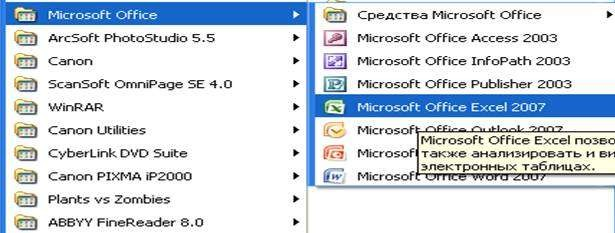 Microsoft Office
ArcSoft PhotoStudio 5.5
Canon
ScanSoft OmniPage SE 4.0
WinRAR
Canon Utilities
CyberLink DVD Suite
Canon PIXMA iP2000
Plants vs Zombies
ABBYY FineReader 8.0
Средства Microsoft Office
Microsoft Office Access 2003
Microsoft Office InfoPath 2003
Microsoft Office Publisher 2003
Microsoft Office Excel 2007
Microsoft Office Outlook 2007
Microsoft Office Excel позво
также анализировать и ви
электронных таблицах.
Microsof
Microsoft Office Word 2007